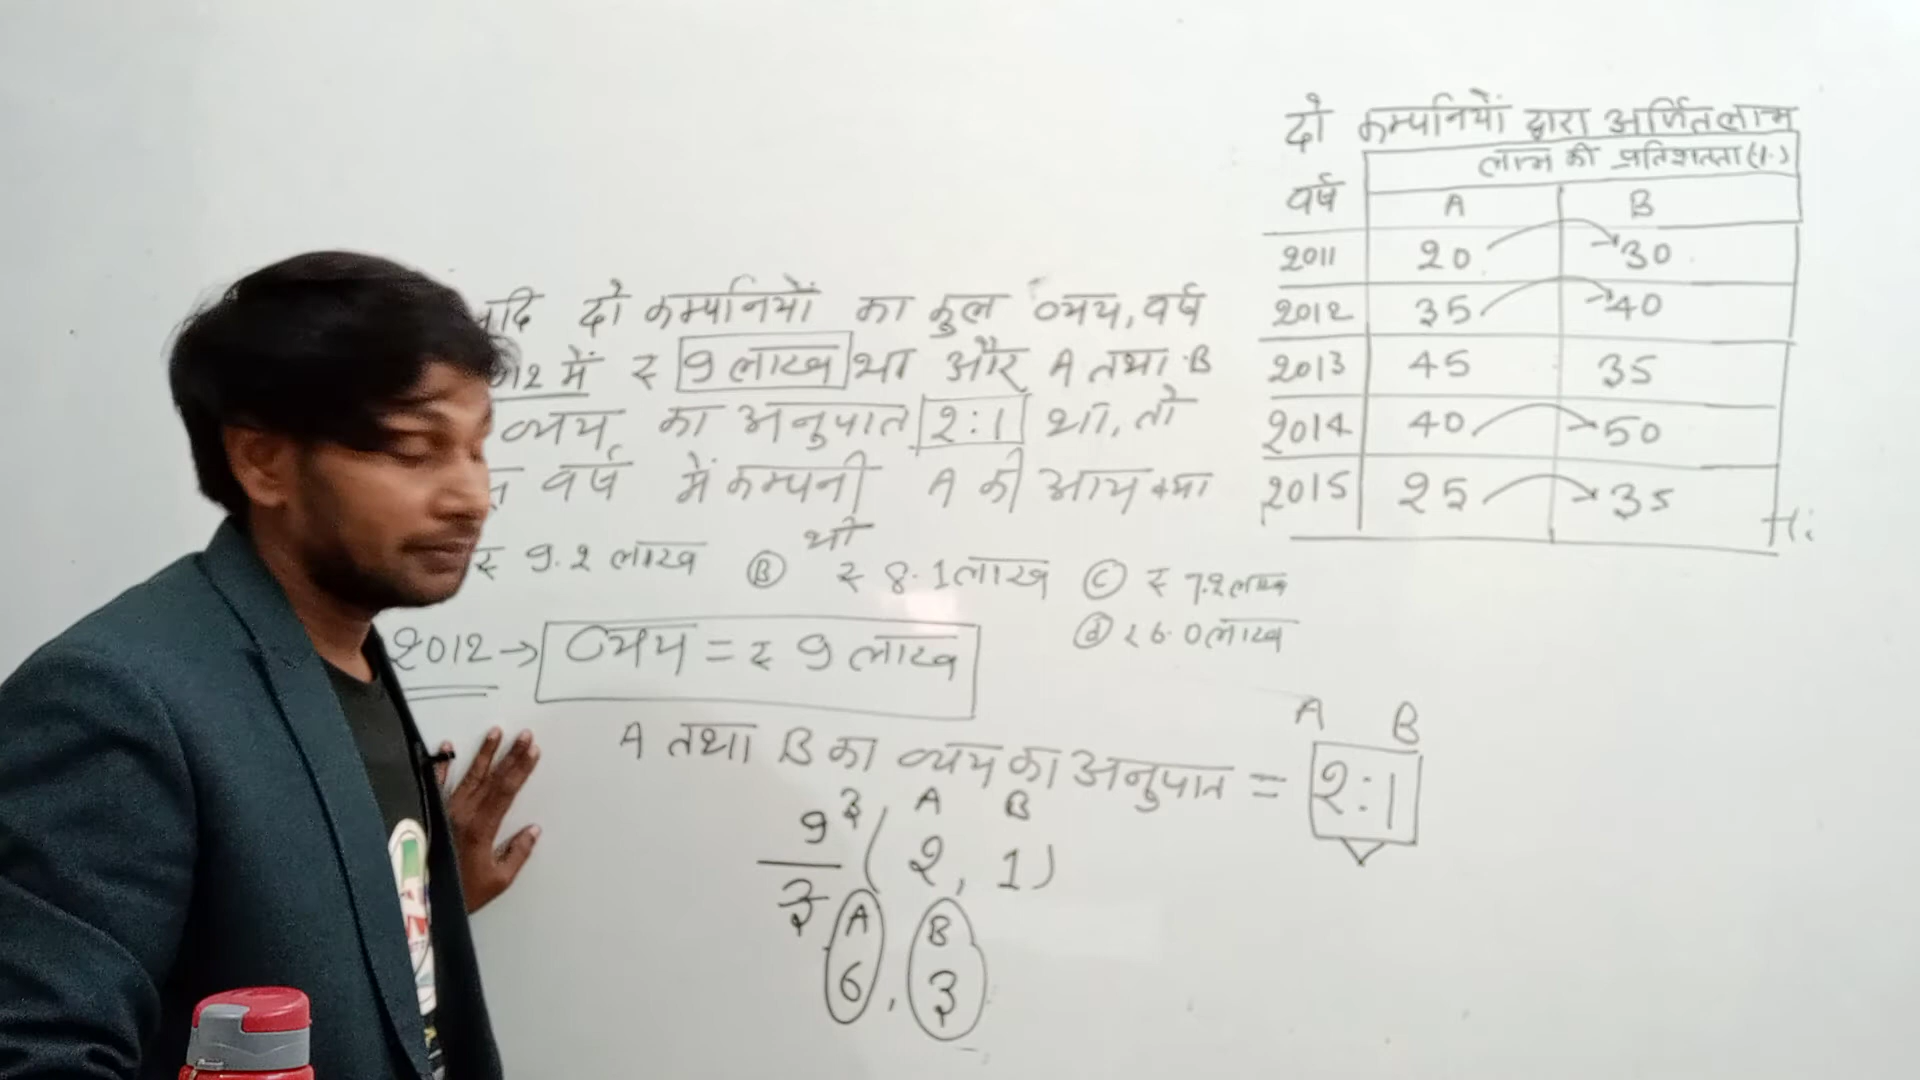 दो कम्पनियों द्वारा अर्जित लाभ
लाभ की प्रतिशतता (%)
वर्ष A B
2011 20 30
2012 35 40
2013 45 35
2014 40 50
2015 25 35
यदि दो कम्पनियों का कुल व्यय, वर्ष
में ₹ 9 लाख था और A तथा B
व्यय का अनुपात 2:1 था, तो
वर्ष में कम्पनी A की आय क्या
थी
₹ 9.2 लाख Ⓑ ₹ 8.1 लाख Ⓒ ₹ 7.2 लाख
ⓓ ₹ 6.0 लाख
2012 → व्यय = ₹ 9 लाख
A तथा B का व्यय का अनुपात = 2:1
A B
9 3 A B
3 ( 2, 1 )
A B
6, 3